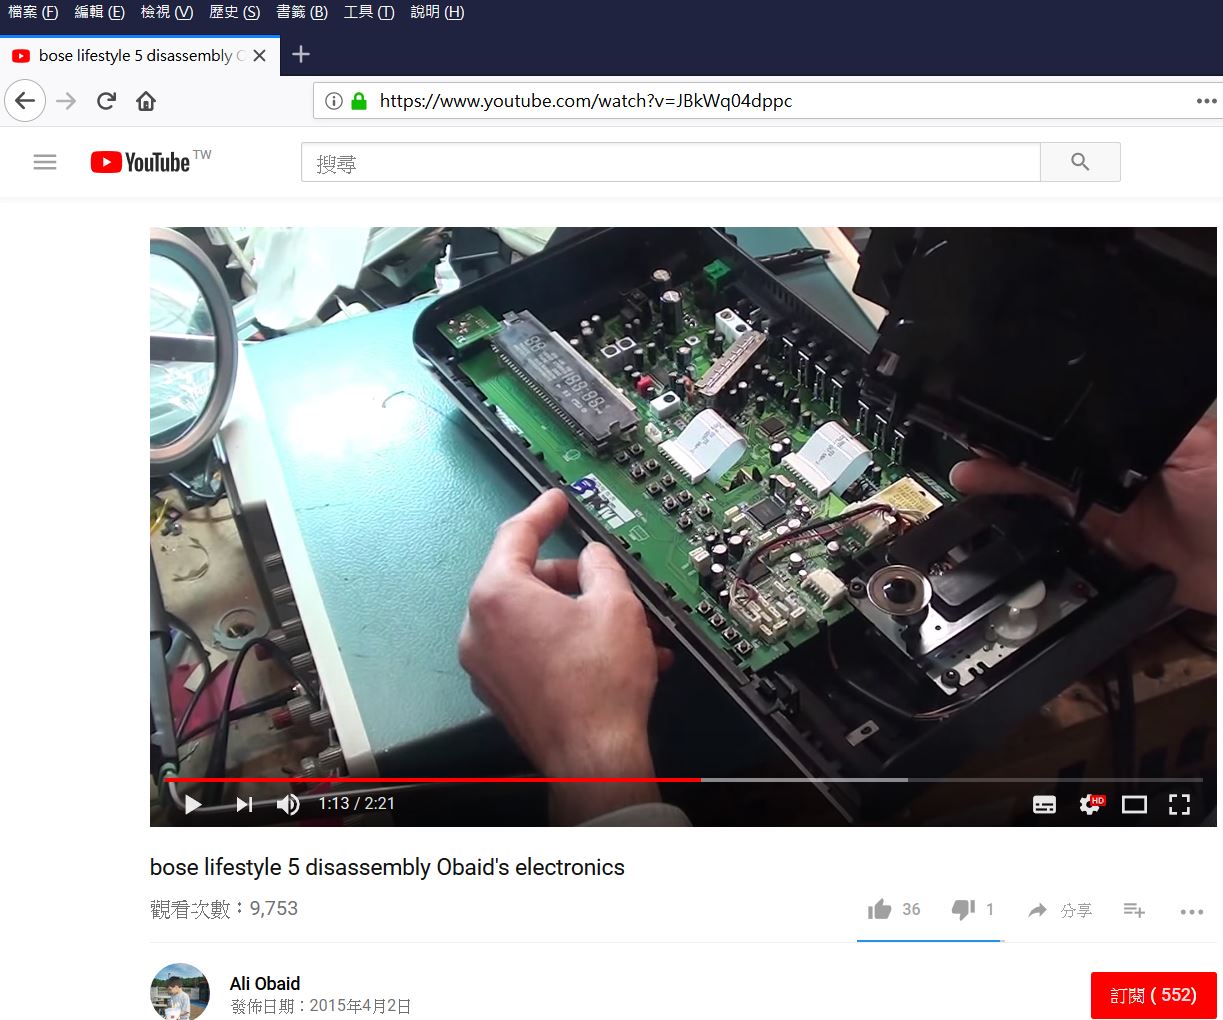 檔案 (F) 編輯 (E) 檢視 (V) 歷史 (S) 書籤 (B) 工具 (T) 說明 (H)
bose lifestyle 5 disassembly O
https://www.youtube.com/watch?v=JBkWq04dppc
YouTube TW
搜尋
BOSE
1:13 / 2:21
HD
bose lifestyle 5 disassembly Obaid's electronics
觀看次數：9,753
36
1
分享
Ali Obaid
發佈日期：2015年4月2日
訂閱 ( 552)